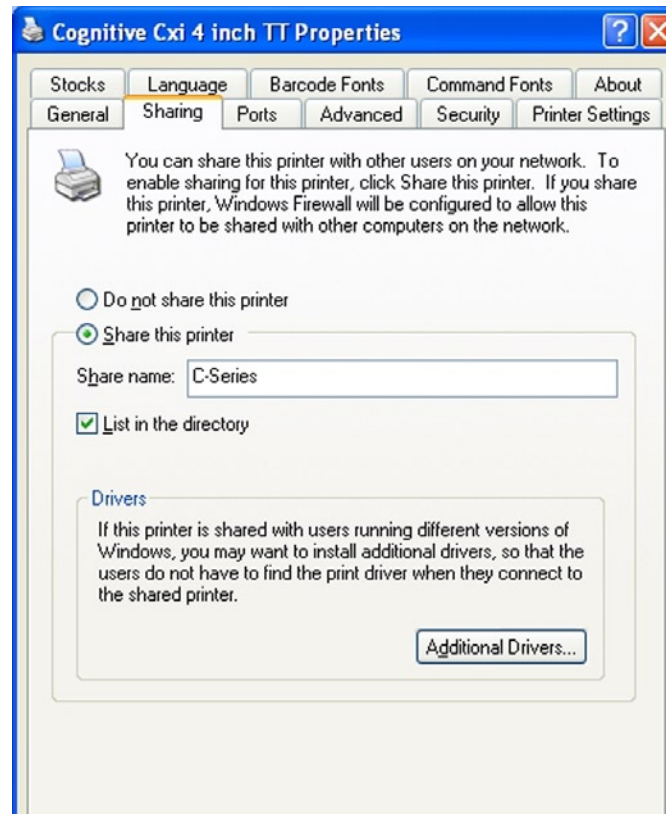 Cognitive Cxi 4 inch TT Properties
Stocks Language Barcode Fonts Command Fonts About
General Sharing Ports Advanced Security Printer Settings
You can share this printer with other users on your network. To
enable sharing for this printer, click Share this printer. If you share
this printer, Windows Firewall will be configured to allow this
printer to be shared with other computers on the network.
Do not share this printer
Share this printer
Share name: C-Series
List in the directory
Drivers
If this printer is shared with users running different versions of
Windows, you may want to install additional drivers, so that the
users do not have to find the print driver when they connect to
the shared printer.
Additional Drivers...